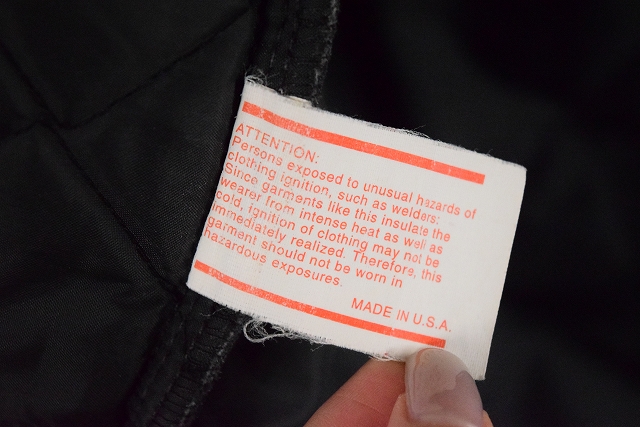 ATTENTION:
Persons exposed to unusual hazards of
clothing ignition, such as welders:
Since garments like this insulate the
wearer from intense heat as well as
cold, ignition of clothing may not be
immediately realized. Therefore, this
garment should not be worn in
hazardous exposures.
MADE IN U.S.A.